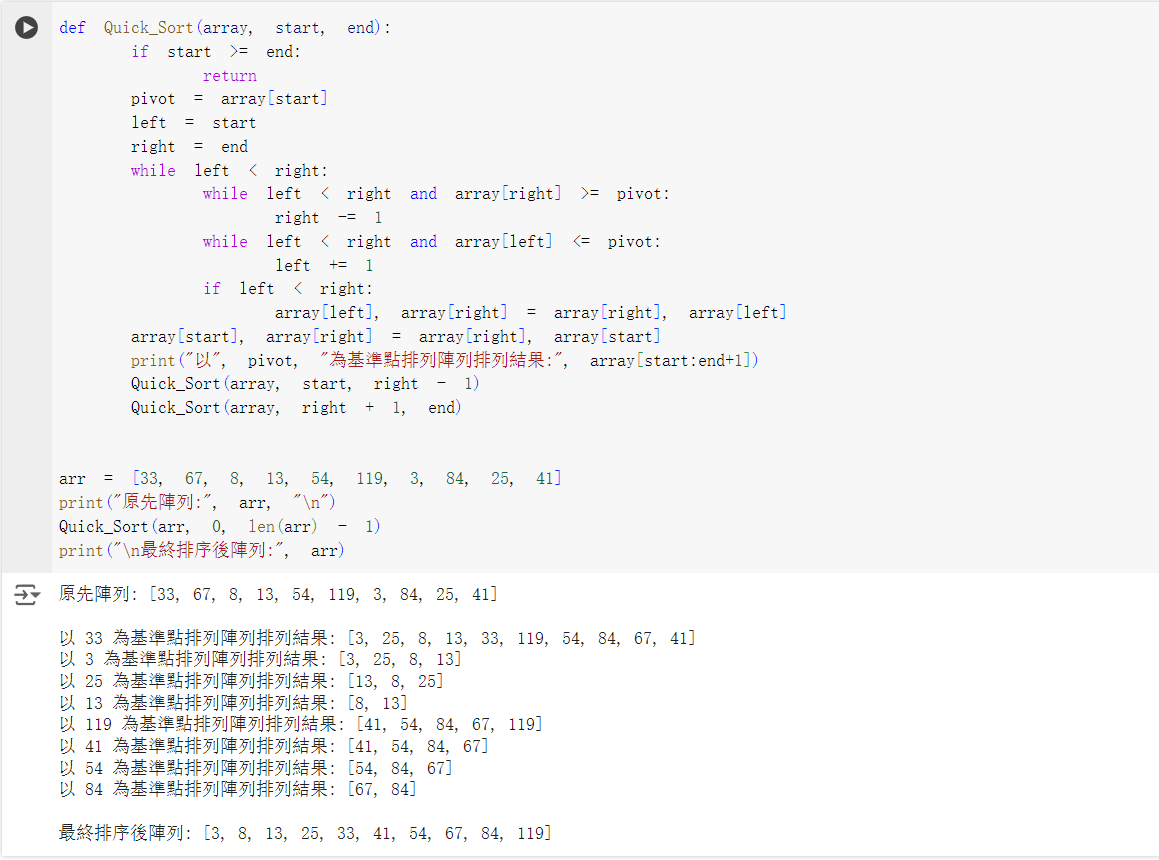 def Quick_Sort(array, start, end):
    if start >= end:
        return
    pivot = array[start]
    left = start
    right = end
    while left < right:
        while left < right and array[right] >= pivot:
            right -= 1
        while left < right and array[left] <= pivot:
            left += 1
        if left < right:
            array[left], array[right] = array[right], array[left]
    array[start], array[right] = array[right], array[start]
    print("以", pivot, "為基準點排列陣列排列結果:", array[start:end+1])
    Quick_Sort(array, start, right - 1)
    Quick_Sort(array, right + 1, end)
arr = [33, 67, 8, 13, 54, 119, 3, 84, 25, 41]
print("原先陣列:", arr, "\n")
Quick_Sort(arr, 0, len(arr) - 1)
print("\n最終排序後陣列:", arr)
原先陣列: [33, 67, 8, 13, 54, 119, 3, 84, 25, 41]
以 33 為基準點排列陣列排列結果: [3, 25, 8, 13, 33, 119, 54, 84, 67, 41]
以 3 為基準點排列陣列排列結果: [3, 25, 8, 13]
以 25 為基準點排列陣列排列結果: [13, 8, 25]
以 13 為基準點排列陣列排列結果: [8, 13]
以 119 為基準點排列陣列排列結果: [41, 54, 84, 67, 119]
以 41 為基準點排列陣列排列結果: [41, 54, 84, 67]
以 54 為基準點排列陣列排列結果: [54, 84, 67]
以 84 為基準點排列陣列排列結果: [67, 84]
最終排序後陣列: [3, 8, 13, 25, 33, 41, 54, 67, 84, 119]